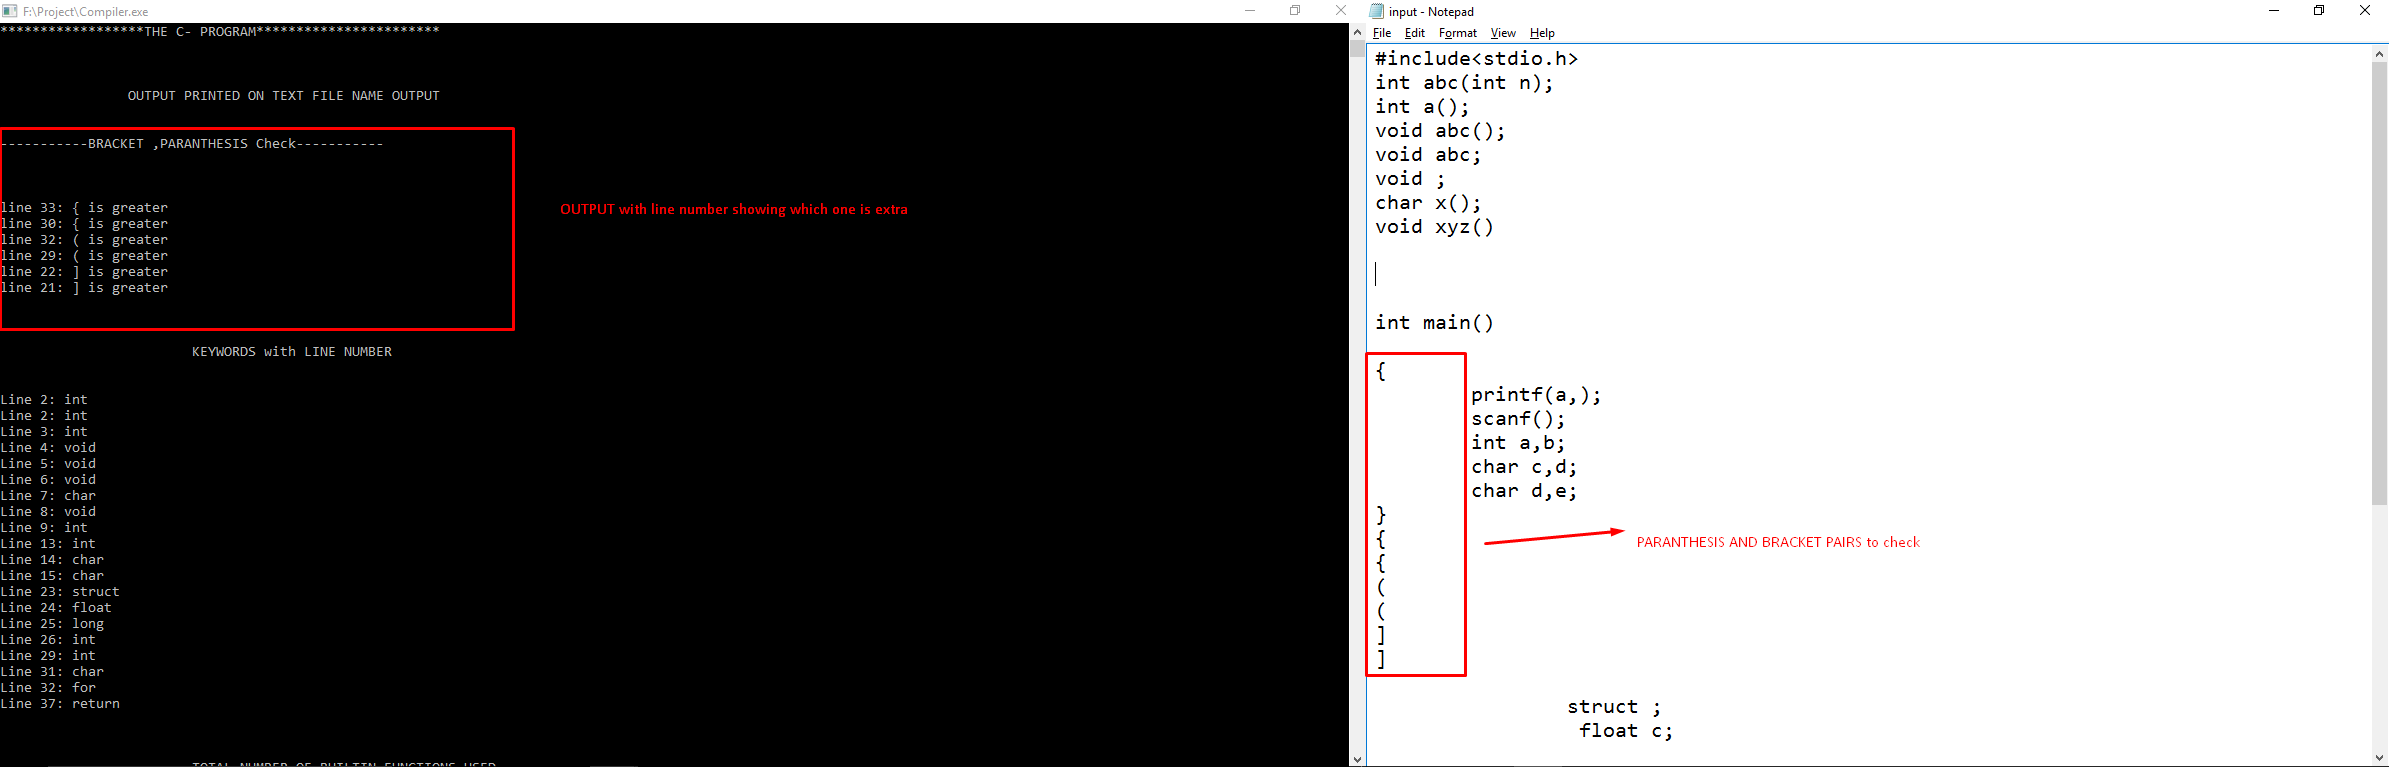 F:\Project\Compiler.exe
******************THE C- PROGRAM***********************
OUTPUT PRINTED ON TEXT FILE NAME OUTPUT
-----------BRACKET ,PARANTHESIS Check-----------
line 33: { is greater
line 30: { is greater
line 32: ( is greater
line 29: ( is greater
line 22: ] is greater
line 21: ] is greater
OUTPUT with line number showing which one is extra
KEYWORDS with LINE NUMBER
Line 2: int
Line 2: int
Line 3: int
Line 4: void
Line 5: void
Line 6: void
Line 7: char
Line 8: void
Line 9: int
Line 13: int
Line 14: char
Line 15: char
Line 23: struct
Line 24: float
Line 25: long
Line 26: int
Line 29: int
Line 31: char
Line 32: for
Line 37: return
TOTAL NUMBER OF BUILTIN FUNCTIONS USED
input - Notepad
File Edit Format View Help
#include<stdio.h>
int abc(int n);
int a();
void abc();
void abc;
void ;
char x();
void xyz()
int main()
{
printf(a,);
scanf();
int a,b;
char c,d;
char d,e;
}
{
{
(
(
]
]
PARANTHESIS AND BRACKET PAIRS to check
struct ;
float c;